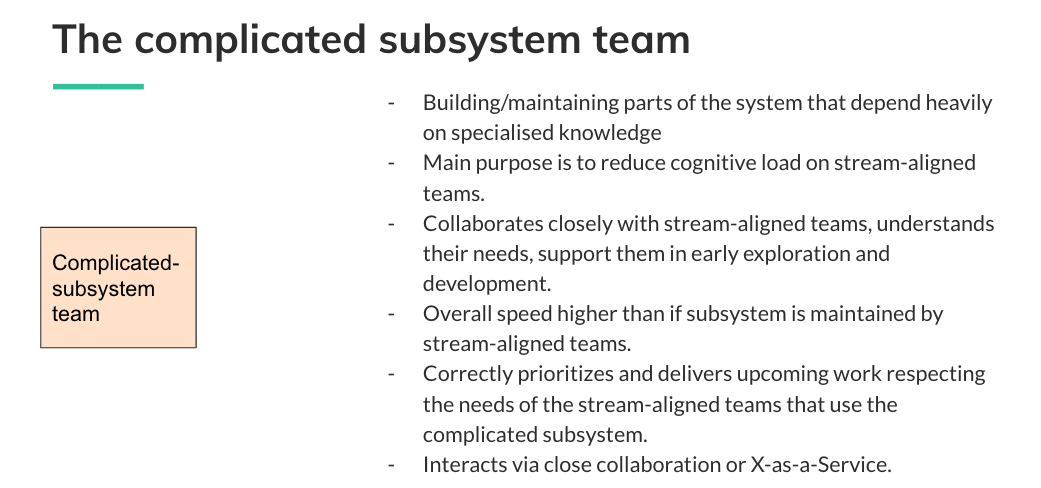 The complicated subsystem team
- Building/maintaining parts of the system that depend heavily
on specialised knowledge
- Main purpose is to reduce cognitive load on stream-aligned
teams.
- Collaborates closely with stream-aligned teams, understands
their needs, support them in early exploration and
development.
- Overall speed higher than if subsystem is maintained by
stream-aligned teams.
- Correctly prioritizes and delivers upcoming work respecting
the needs of the stream-aligned teams that use the
complicated subsystem.
- Interacts via close collaboration or X-as-a-Service.
Complicated-
subsystem
team